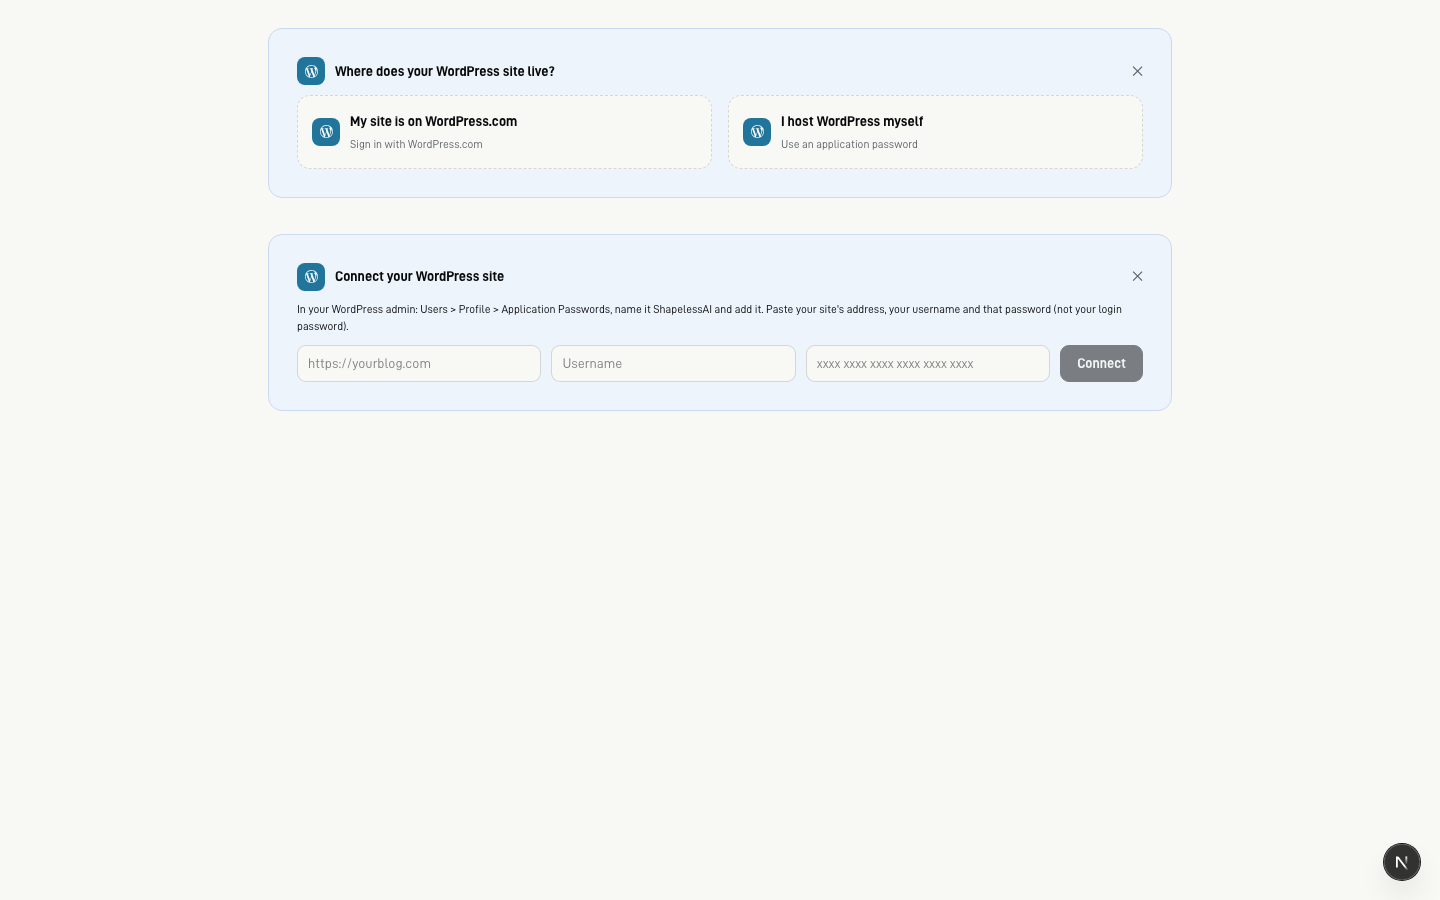 Where does your WordPress site live?
My site is on WordPress.com
Sign in with WordPress.com
I host WordPress myself
Use an application password
Connect your WordPress site
In your WordPress admin: Users > Profile > Application Passwords, name it ShapelessAI and add it. Paste your site's address, your username and that password (not your login
password).
https://yourblog.com
Username
xxxx xxxx xxxx xxxx xxxx xxxx
Connect